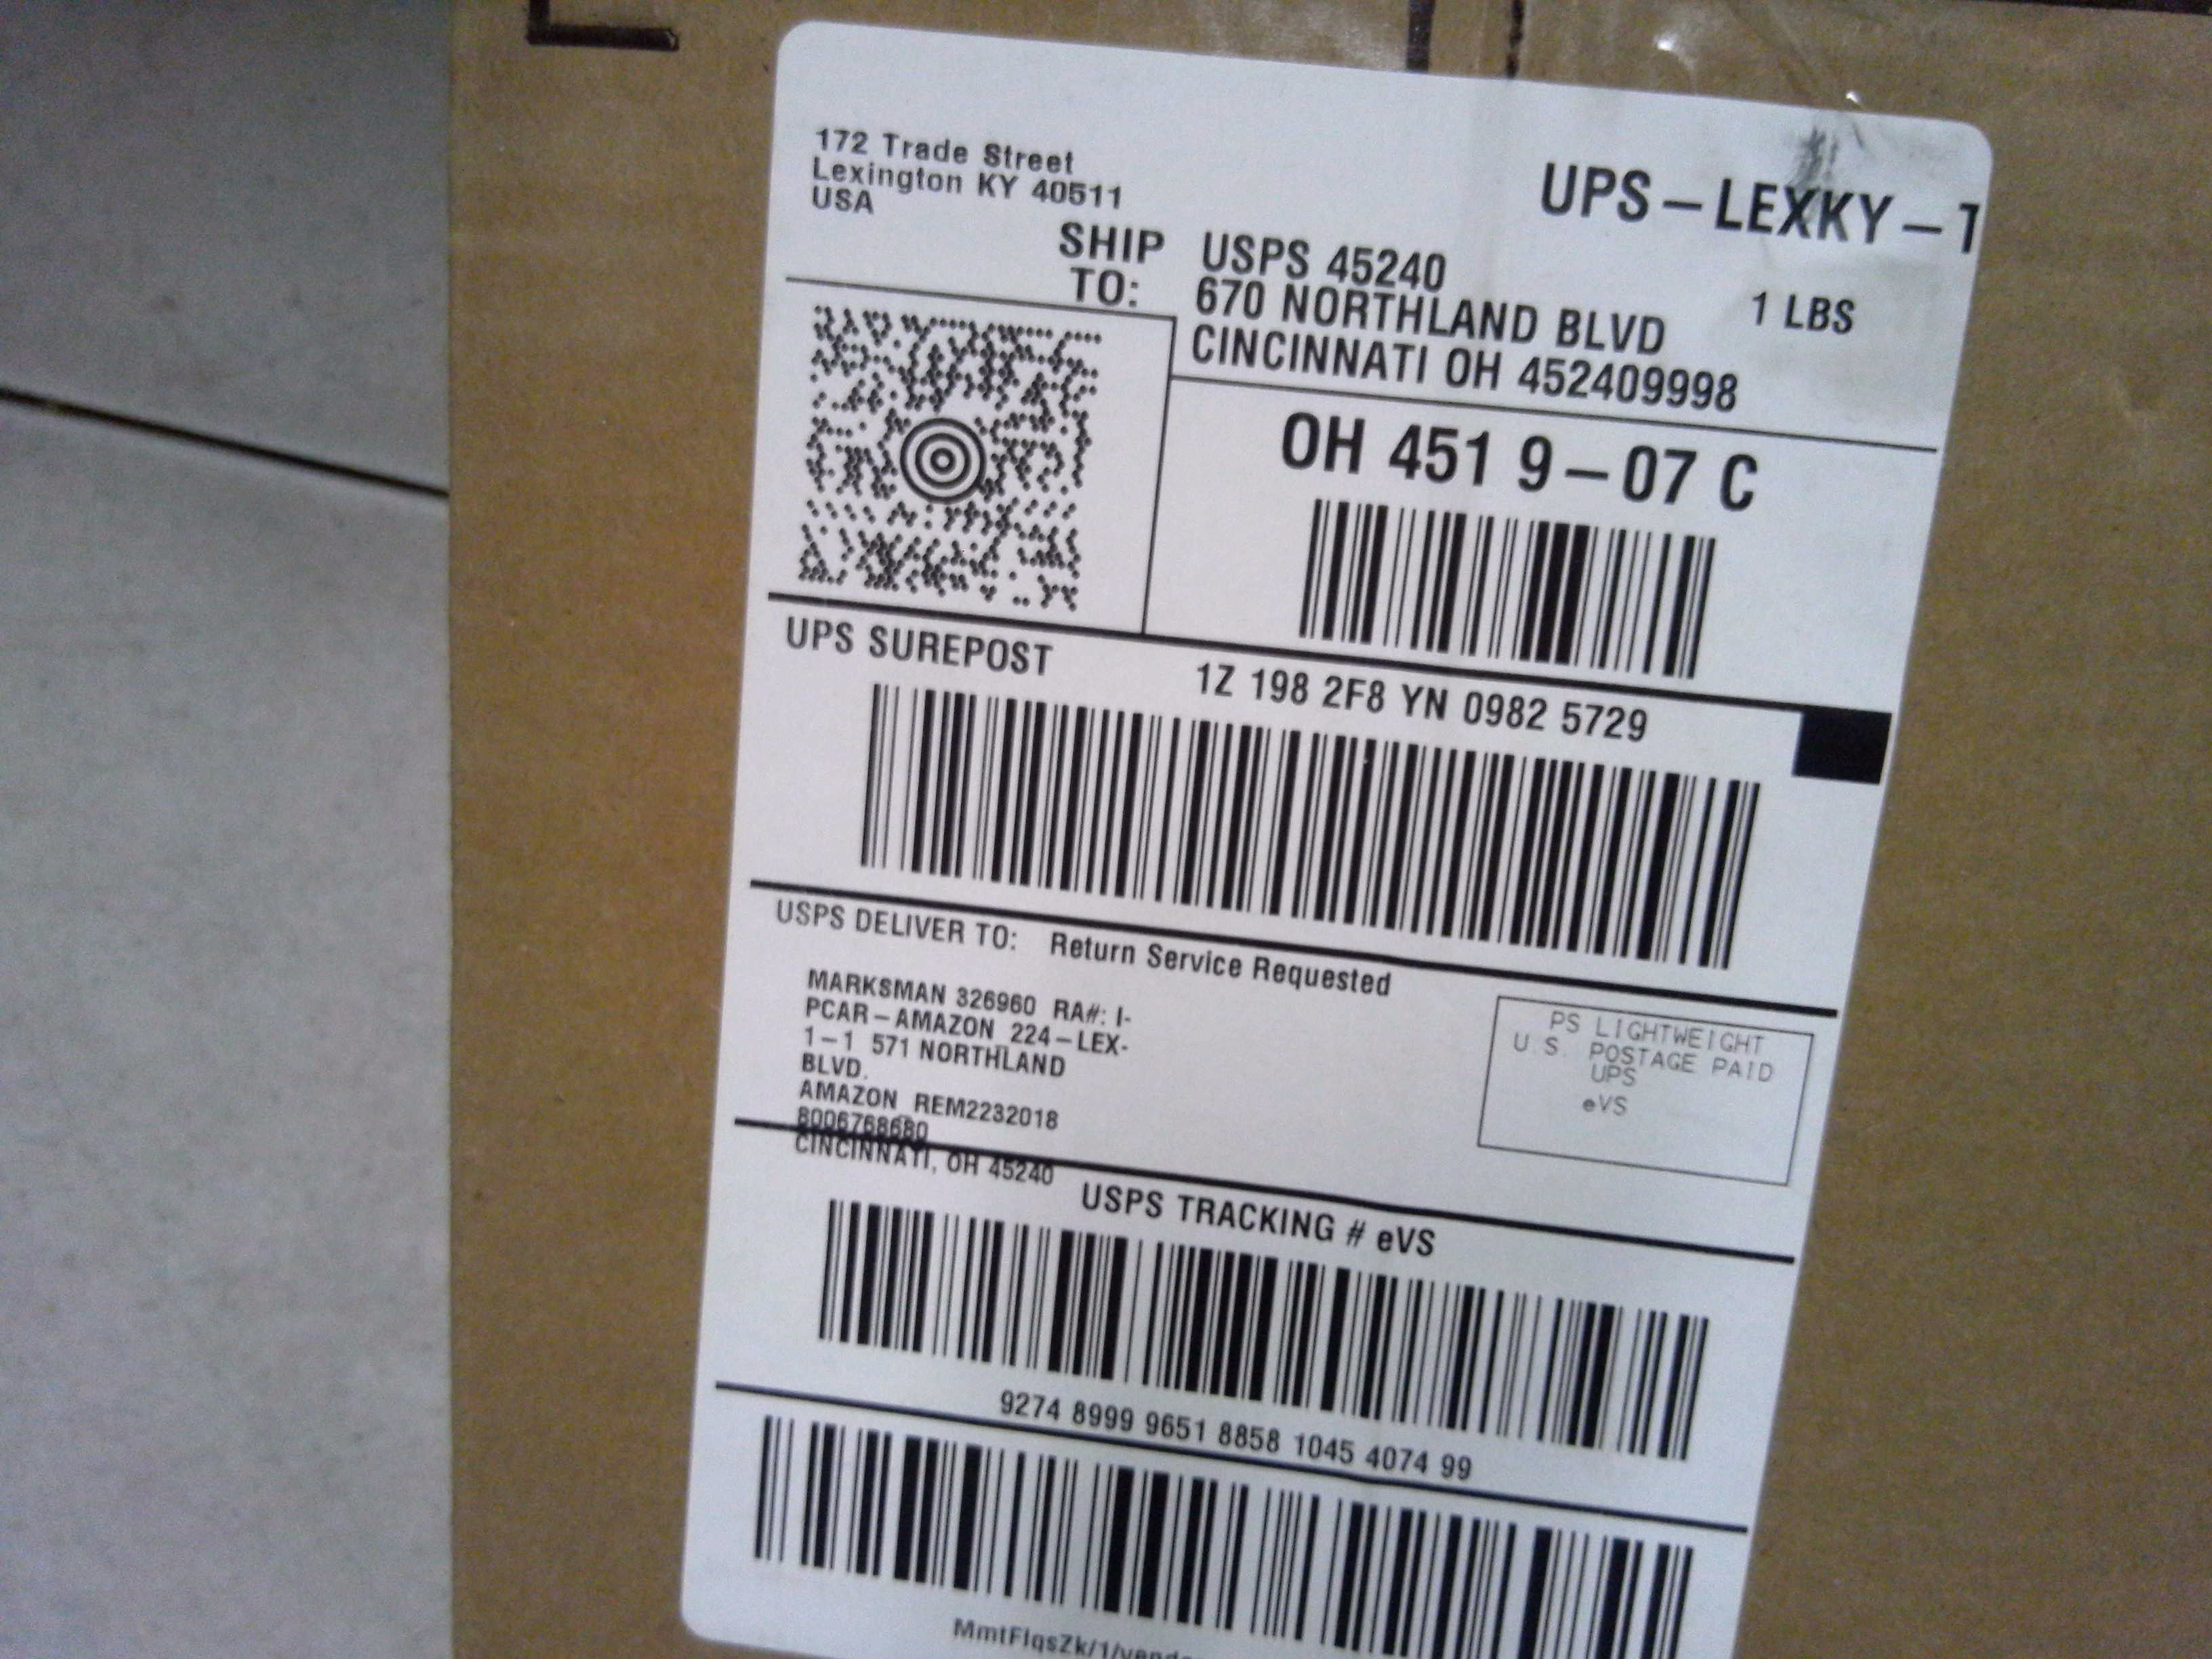 172 Trade Street
Lexington KY 40511
USA
UPS-LEXKY-1
SHIP TO:
USPS 45240
670 NORTHLAND BLVD
CINCINNATI OH 452409998
1 LBS
OH 451 9-07 C
UPS SUREPOST
1Z 198 2F8 YN 0982 5729
USPS DELIVER TO: Return Service Requested
MARKSMAN 326960 RA#: I-
PCAR-AMAZON 224-LEX-
1-1 571 NORTHLAND
BLVD.
AMAZON REM2232018
8006768680
CINCINNATI, OH 45240
PS LIGHTWEIGHT
U.S. POSTAGE PAID
UPS
eVS
USPS TRACKING # eVS
9274 8999 9651 8858 1045 4074 99